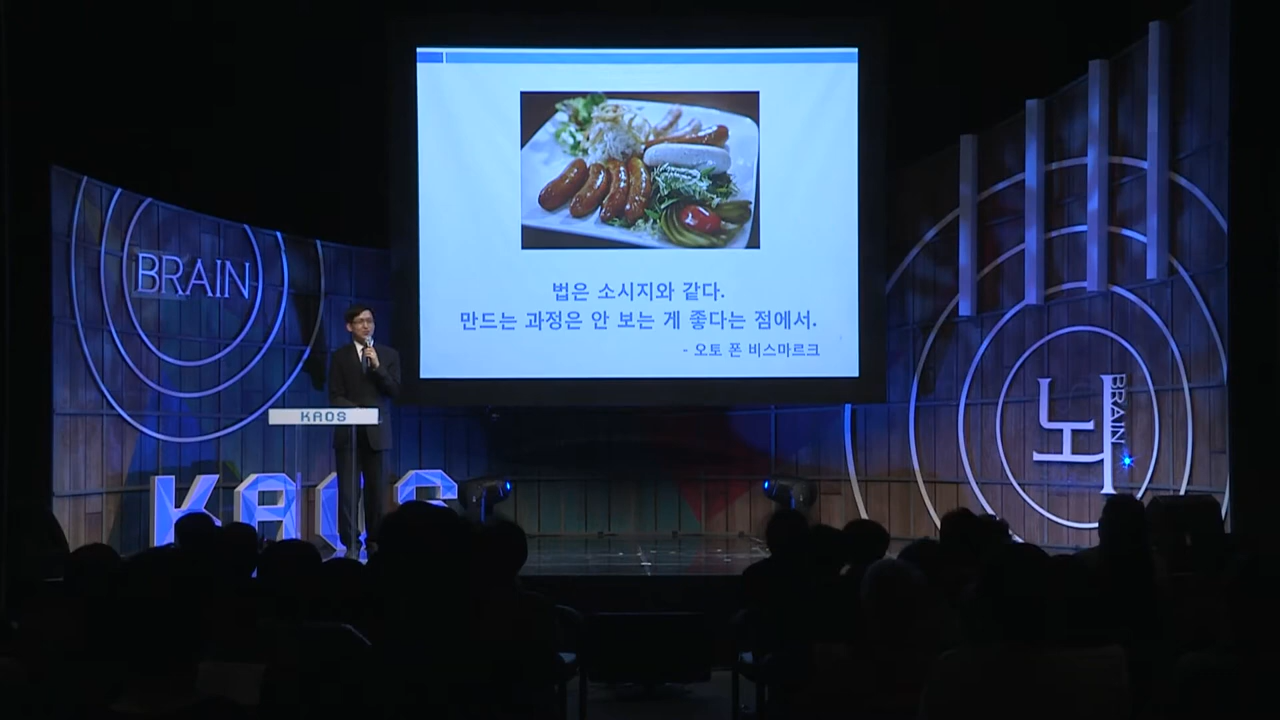 법은 소시지와 같다.
만드는 과정은 안 보는 게 좋다는 점에서.
- 오토 폰 비스마르크
BRAIN
KAOS
KAOS
뇌
BRAIN